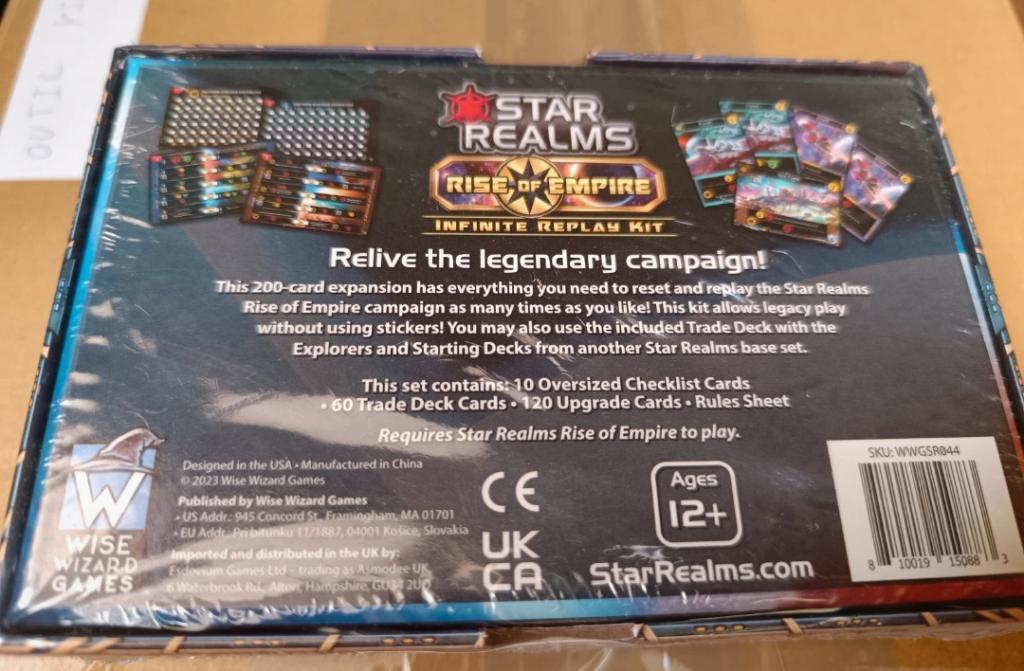 OUTIL
STAR
REALMS
RISE OF EMPIRE
INFINITE REPLAY KIT
Relive the legendary campaign!
This 200-card expansion has everything you need to reset and replay the Star Realms
Rise of Empire campaign as many times as you like! This kit allows legacy play
without using stickers! You may also use the included Trade Deck with the
Explorers and Starting Decks from another Star Realms base set.
This set contains: 10 Oversized Checklist Cards
• 60 Trade Deck Cards • 120 Upgrade Cards • Rules Sheet
Requires Star Realms Rise of Empire to play.
W
WISE
WIZARD
GAMES
Designed in the USA • Manufactured in China
© 2023 Wise Wizard Games
Published by Wise Wizard Games
• US Addr: 945 Concord St., Framingham, MA 01701
• EU Addr: Pri bitunku 11/1887, 04001 Košice, Slovakia
Imported and distributed in the UK by:
Esdevium Games Ltd – trading as Asmodee UK
6 Waterbrook Rd., Alton, Hampshire, GU34 2UD
CE
UK
CA
Ages
12+
StarRealms.com
SKU: WWGSR044
8 10019 15088 3